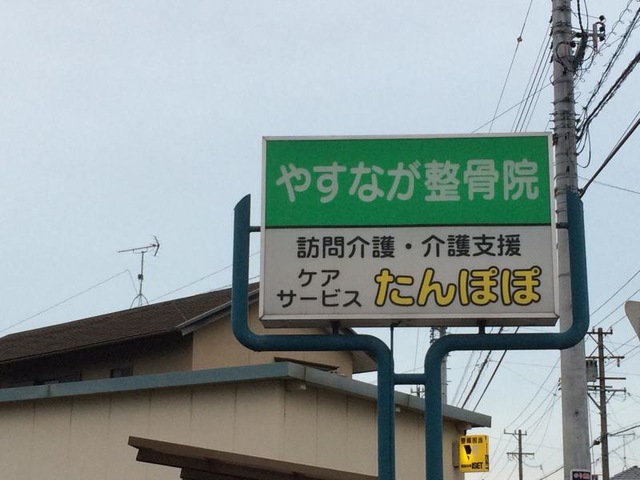 やすなが整骨院
訪問介護・介護支援
ケア
サービス
たんぽぽ